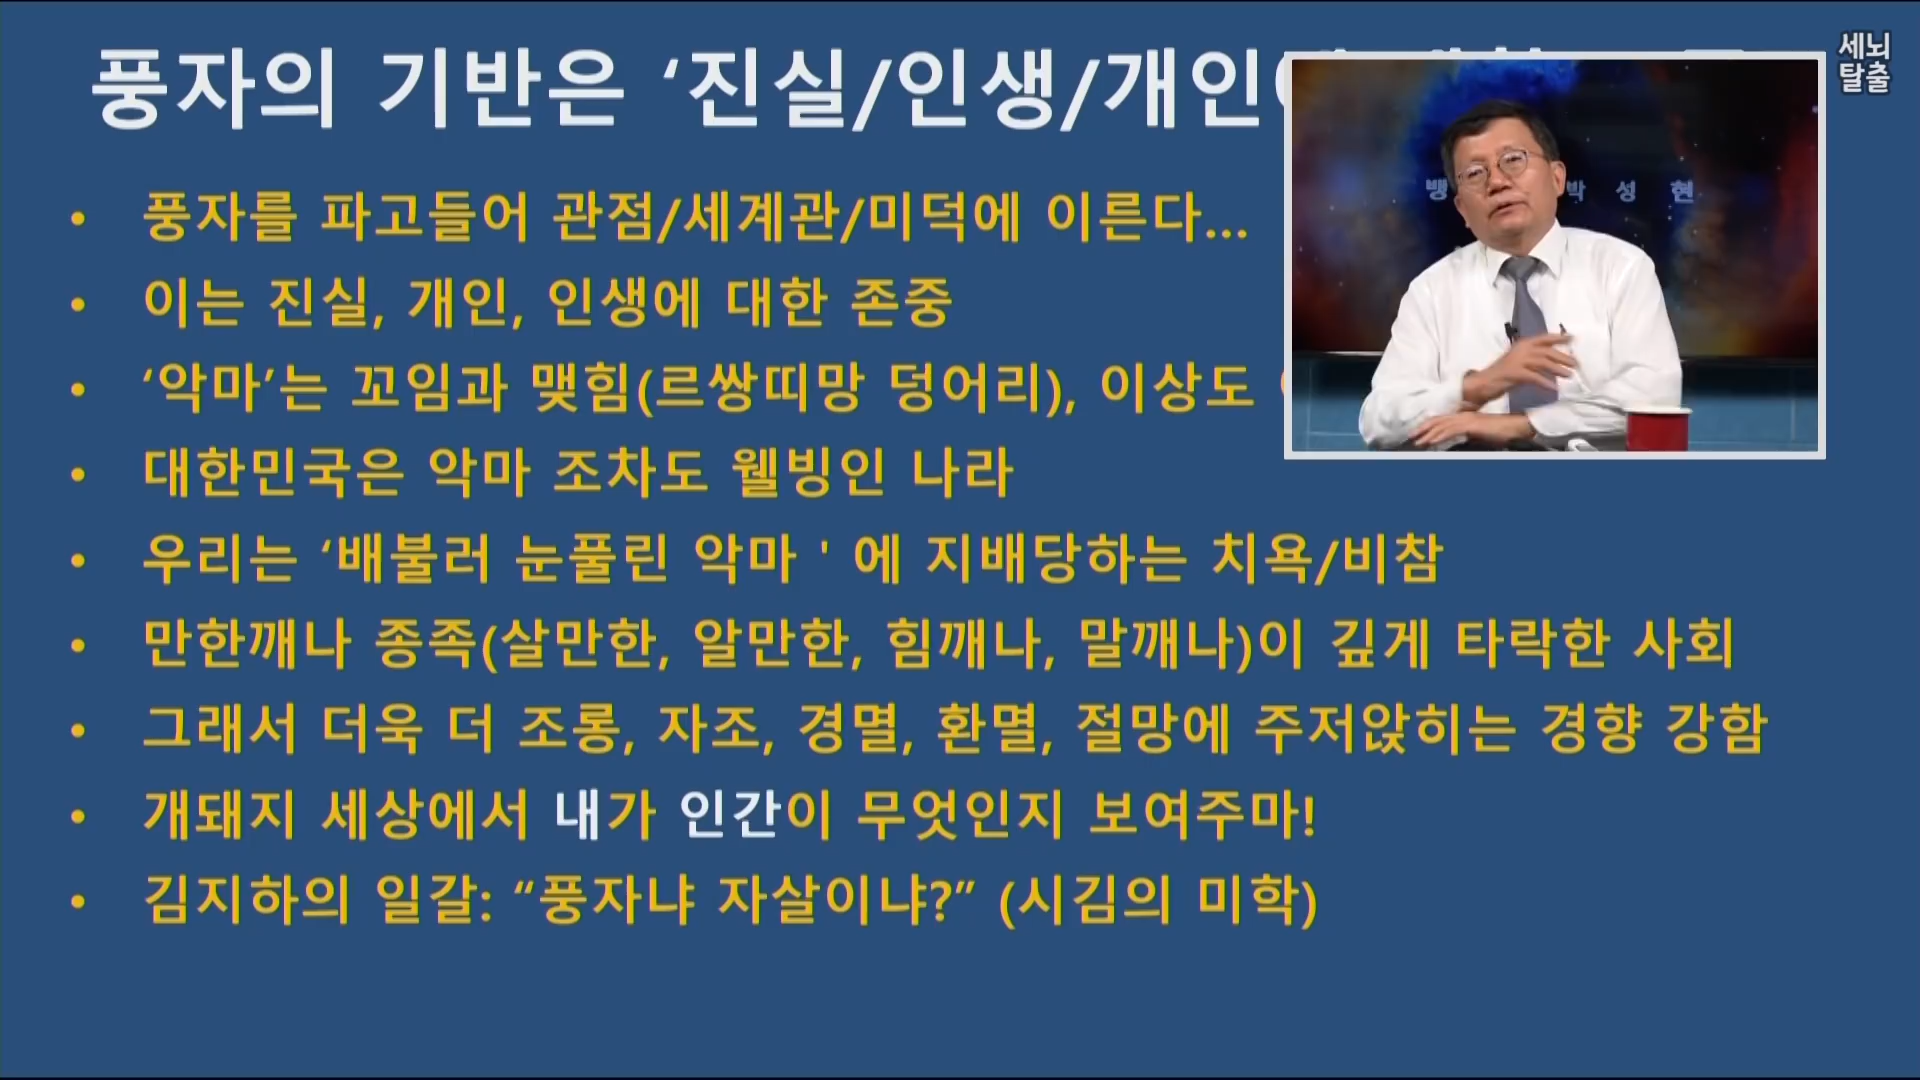 풍자의 기반은 ‘진실/인생/개인
세뇌
탈출
뱅 박 성 현
• 풍자를 파고들어 관점/세계관/미덕에 이른다...
• 이는 진실, 개인, 인생에 대한 존중
• ‘악마’는 꼬임과 맺힘(르쌍띠망 덩어리), 이상도
• 대한민국은 악마 조차도 웰빙인 나라
• 우리는 ‘배불러 눈풀린 악마 ' 에 지배당하는 치욕/비참
• 만한깨나 종족(살만한, 알만한, 힘깨나, 말깨나)이 깊게 타락한 사회
• 그래서 더욱 더 조롱, 자조, 경멸, 환멸, 절망에 주저앉히는 경향 강함
• 개돼지 세상에서 내가 인간이 무엇인지 보여주마!
• 김지하의 일갈: “풍자냐 자살이냐?” (시김의 미학)